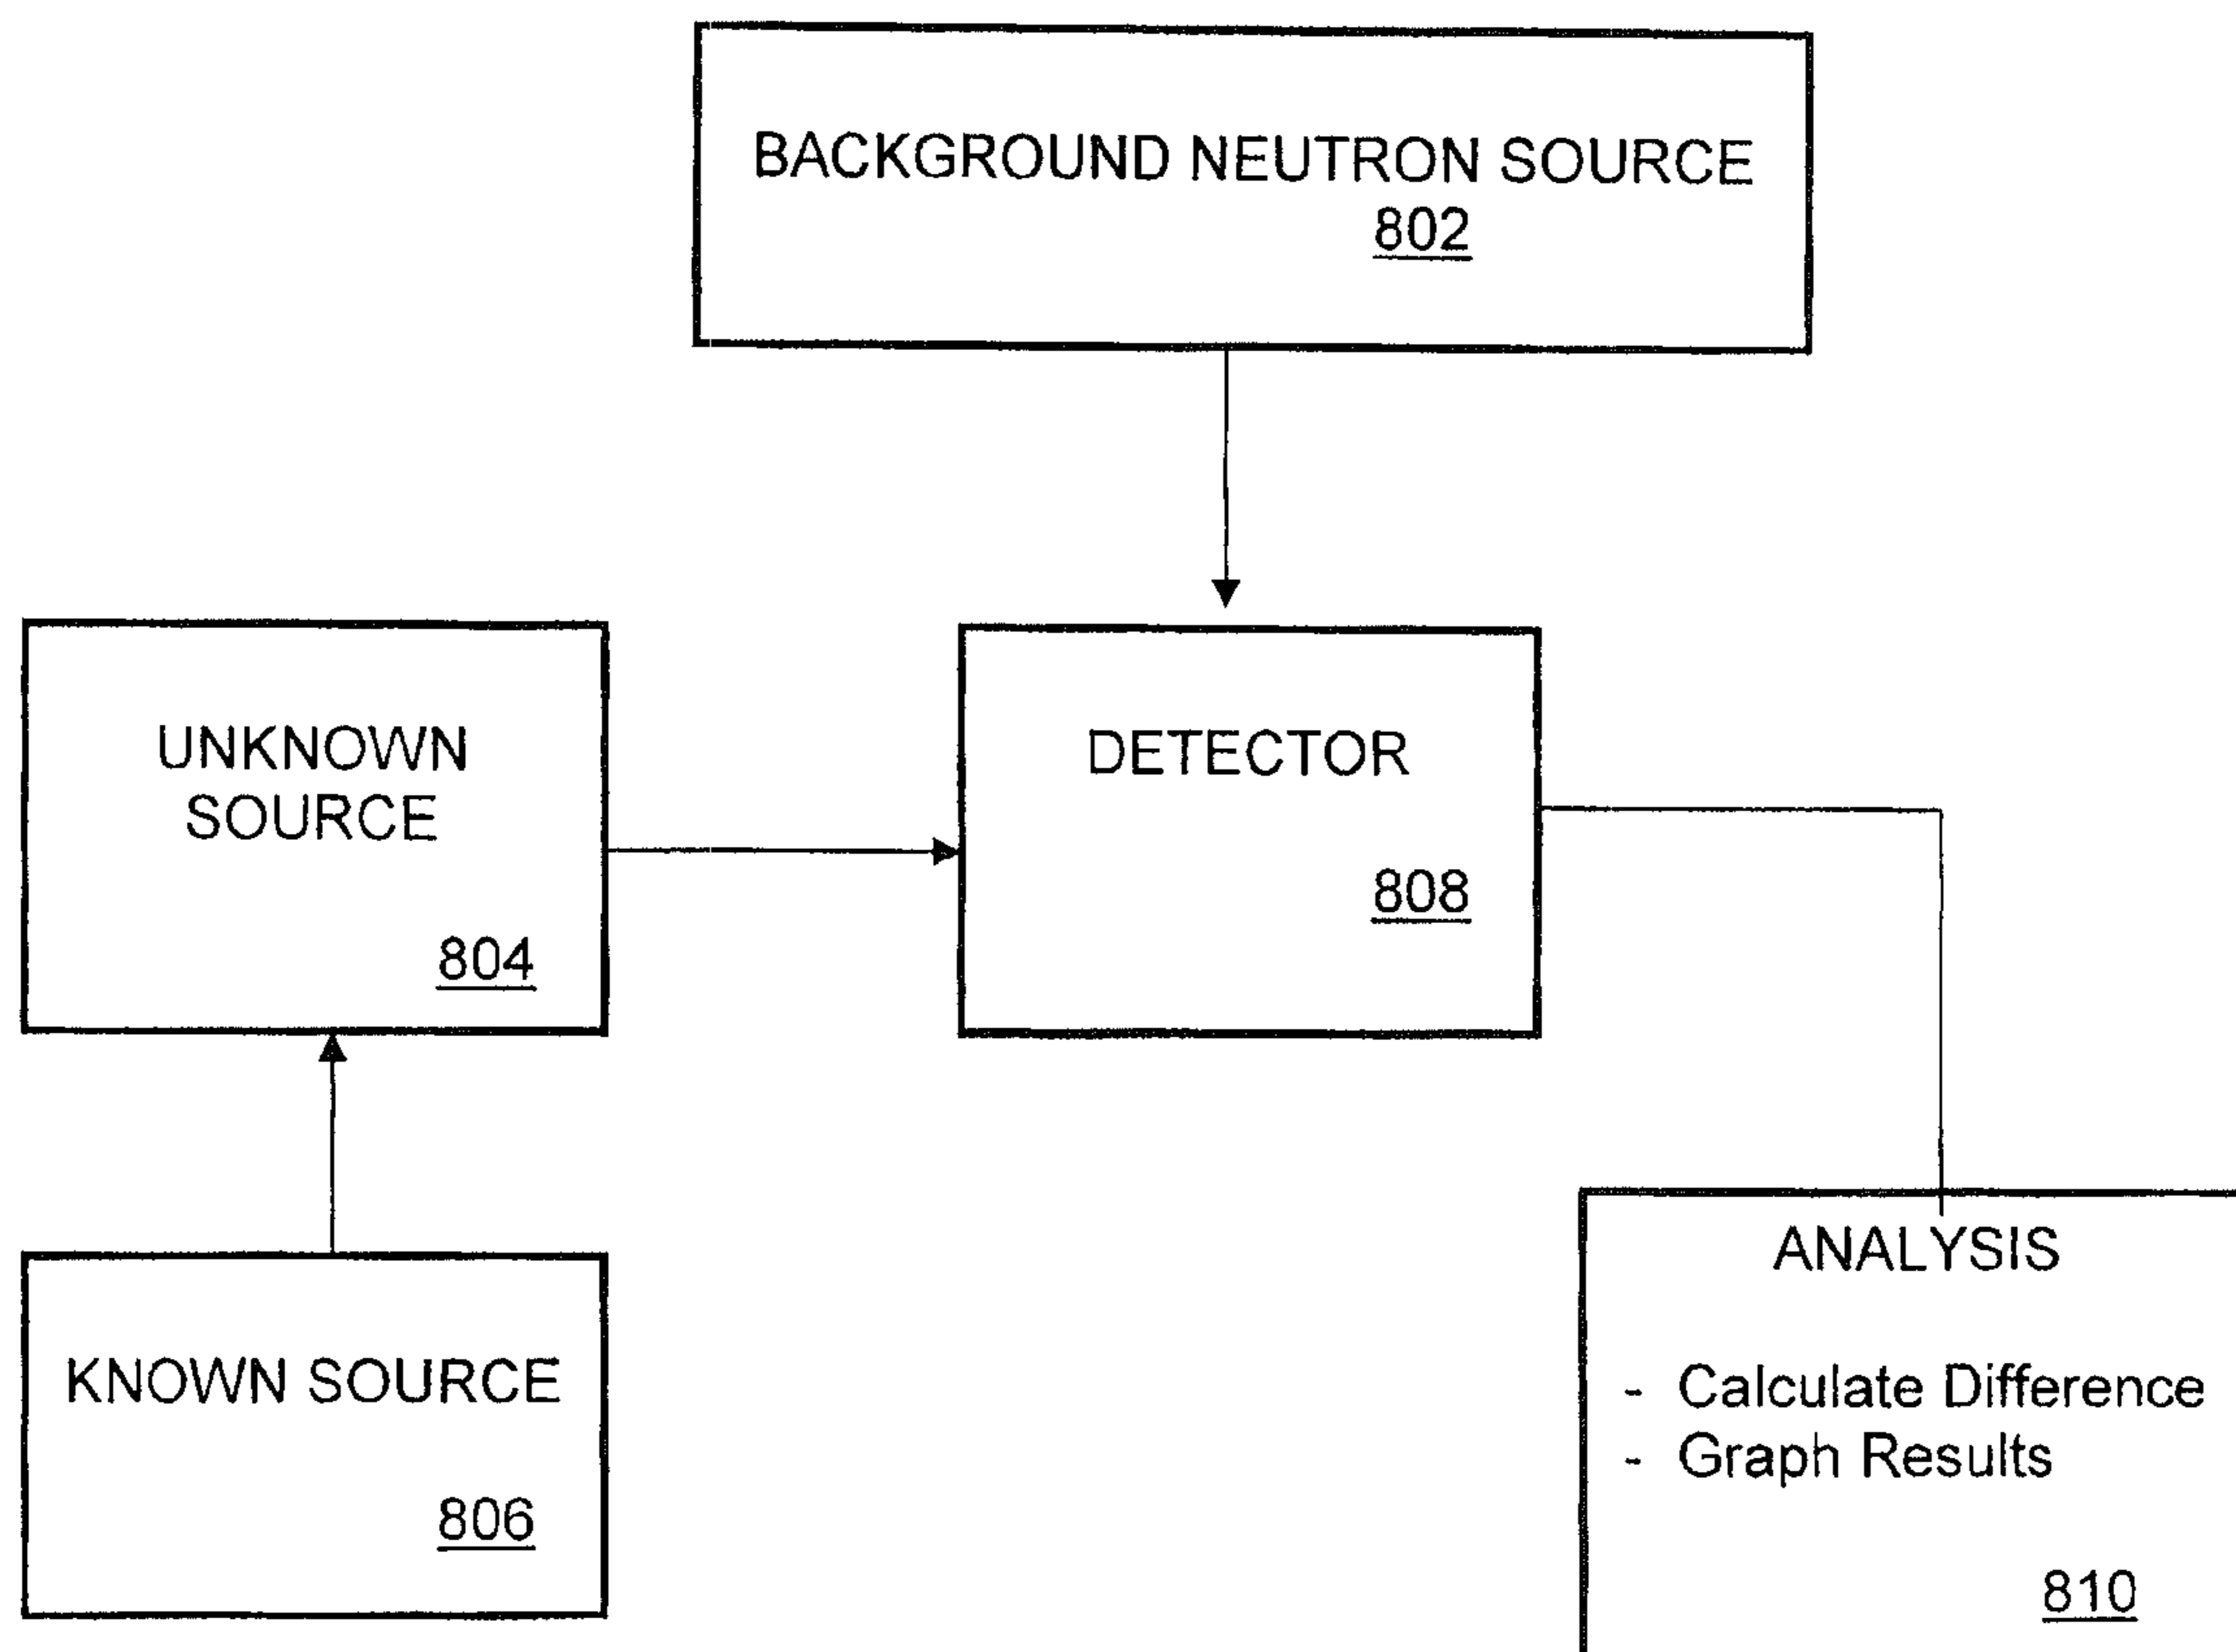 BACKGROUND NEUTRON SOURCE
802
UNKNOWN
SOURCE
804
DETECTOR
808
KNOWN SOURCE
806
ANALYSIS
- Calculate Difference
- Graph Results
810